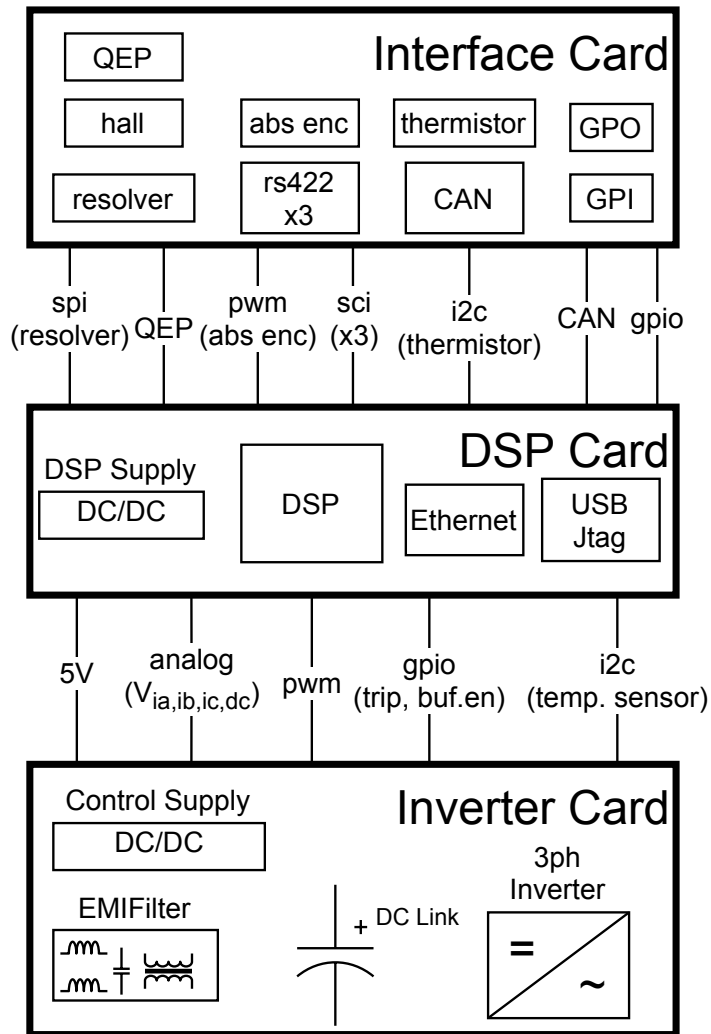 Interface Card
QEP
hall
abs enc
thermistor
GPO
resolver
rs422
x3
CAN
GPI
spi
(resolver)
QEP
pwm
(abs enc)
sci
(x3)
i2c
(thermistor)
CAN
gpio
DSP Card
DSP Supply
DC/DC
DSP
Ethernet
USB
Jtag
5V
analog
(Via,ib,ic,dc)
pwm
gpio
(trip, buf.en)
i2c
(temp. sensor)
Inverter Card
Control Supply
DC/DC
3ph
Inverter
EMIFilter
+ DC Link
=
~